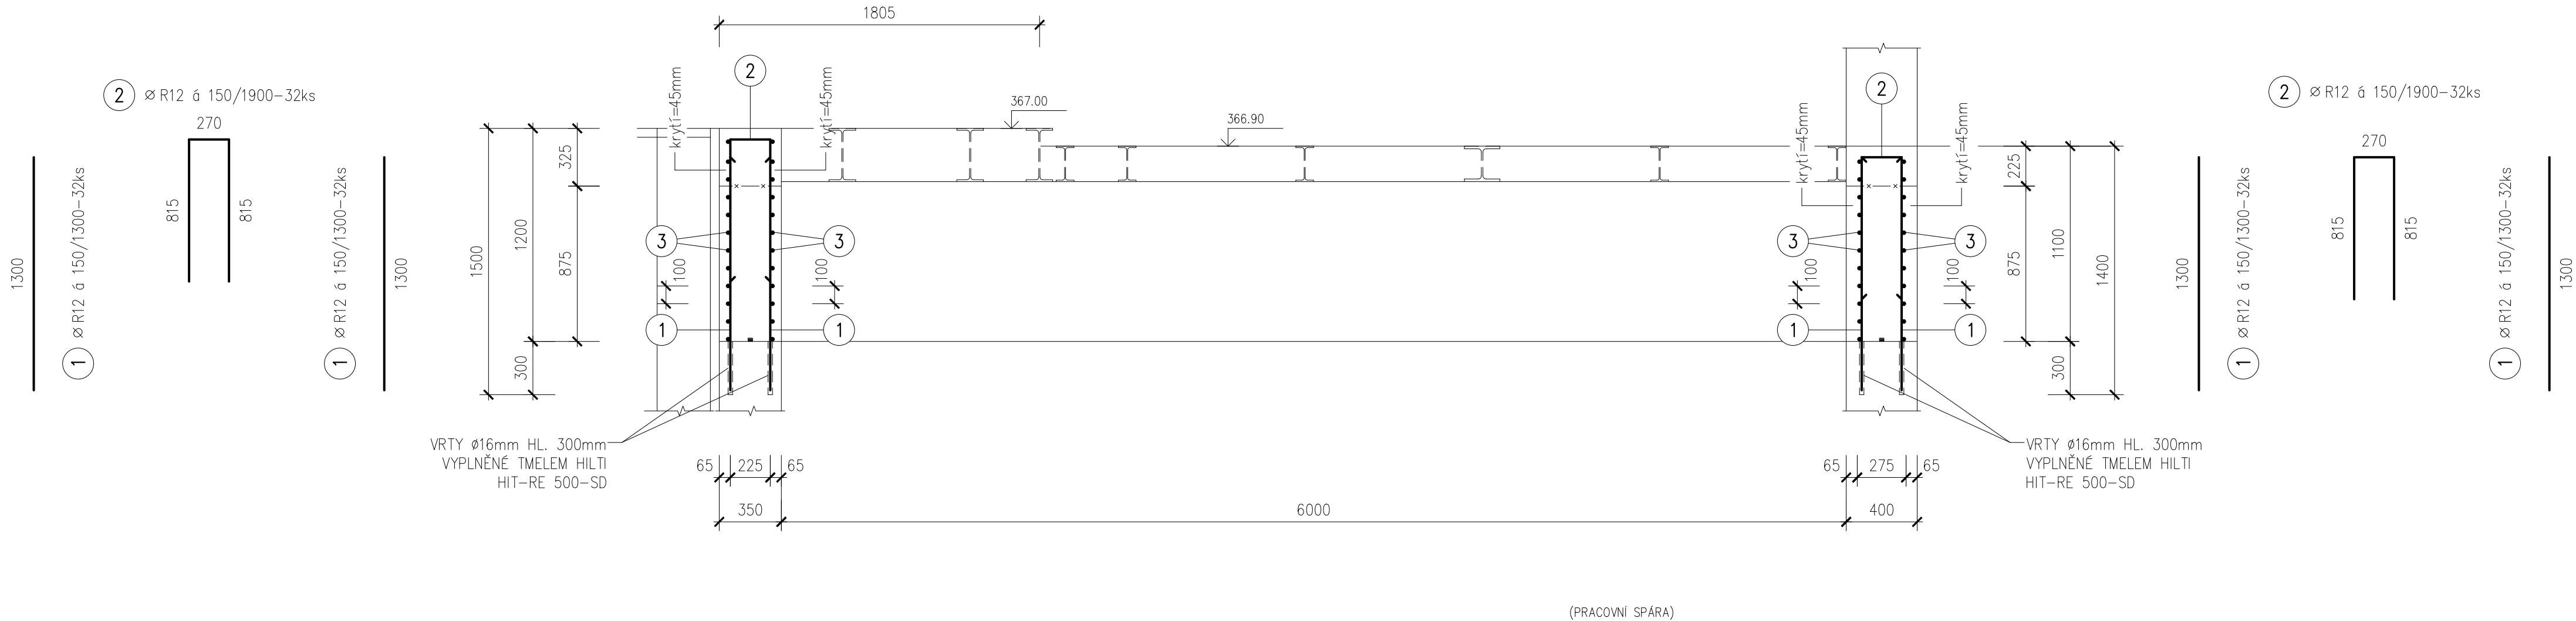 1805
2 ⌀ R12 á 150/1900-32ks
270
815
815
1300
1 ⌀ R12 á 150/1300-32ks
1 ⌀ R12 á 150/1300-32ks
1300
1500
1200
300
325
875
krytí=45mm
2
krytí=45mm
367.00
366.90
3
3
100
100
1
1
VRTY ø16mm HL. 300mm
VYPLNĚNÉ TMELEM HILTI
HIT-RE 500-SD
65
225
65
350
6000
krytí=45mm
2
krytí=45mm
3
3
100
100
1
1
225
875
1100
300
1400
VRTY ø16mm HL. 300mm
VYPLNĚNÉ TMELEM HILTI
HIT-RE 500-SD
65
275
65
400
2 ⌀ R12 á 150/1900-32ks
270
815
815
1300
1 ⌀ R12 á 150/1300-32ks
1 ⌀ R12 á 150/1300-32ks
1300
(PRACOVNÍ SPÁRA)